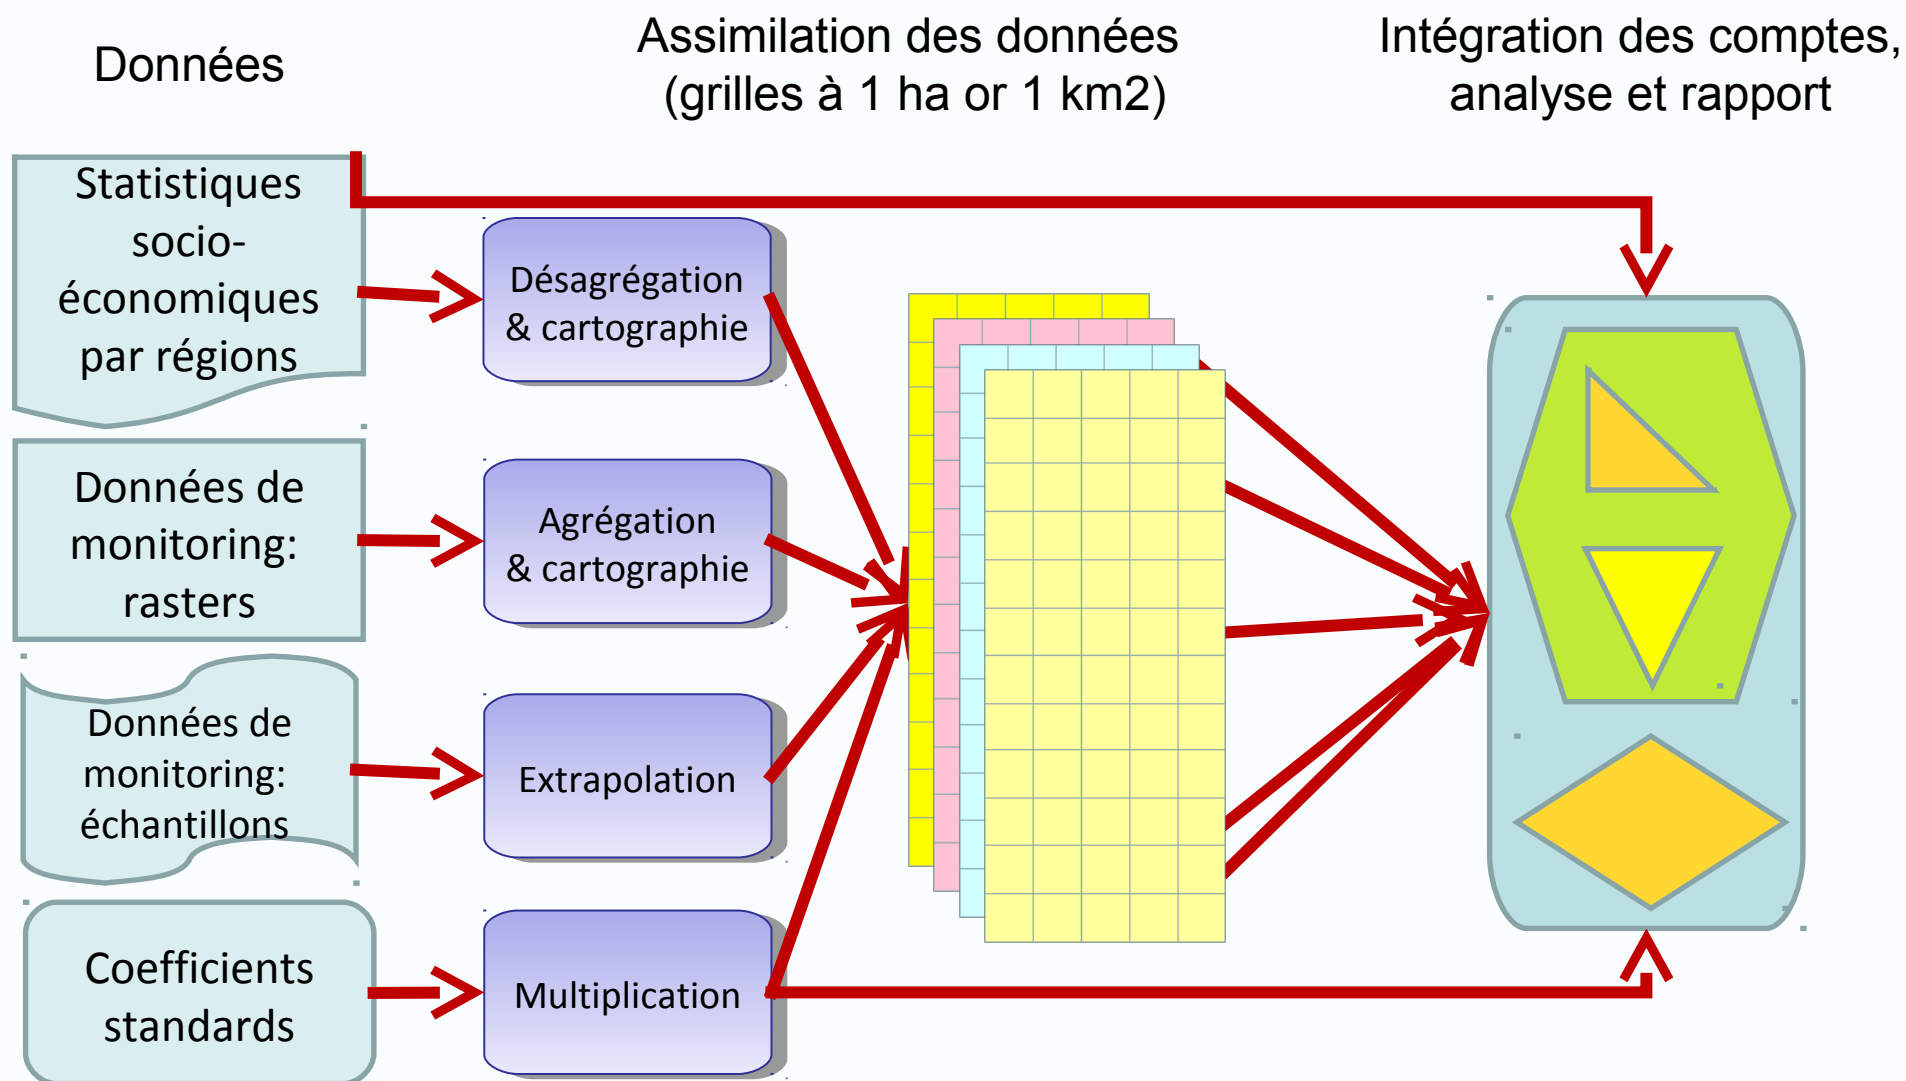 Données
Assimilation des données
(grilles à 1 ha or 1 km2)
Intégration des comptes,
analyse et rapport
Statistiques
socio-
économiques
par régions
Désagrégation
& cartographie
Données de
monitoring:
rasters
Agrégation
& cartographie
Données de
monitoring:
échantillons
Extrapolation
Coefficients
standards
Multiplication